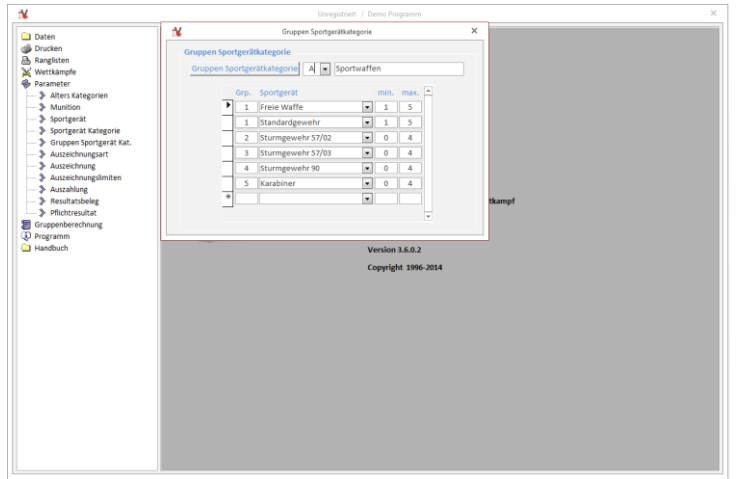 Unregistriert / Demo Programm
Daten
Drucken
Ranglisten
Wettkämpfe
Parameter
Alters Kategorien
Munition
Sportgerät
Sportgerät Kategorie
Gruppen Sportgerät Kat.
Auszeichnungsart
Auszeichnung
Auszeichnungslimiten
Auszahlung
Resultatsbeleg
Pflichtresultat
Gruppenberechnung
Programm
Handbuch
Gruppen Sportgerätkategorie
Gruppen Sportgerätkategorie
Gruppen Sportgerätkategorie A Sportwaffen
Grp. Sportgerät min. max.
1 Freie Waffe 1 5
1 Standardgewehr 1 5
2 Sturmgewehr 57/02 0 4
3 Sturmgewehr 57/03 0 4
4 Sturmgewehr 90 0 4
5 Karabiner 0 4
*
tkampf
Version 3.6.0.2
Copyright 1996-2014